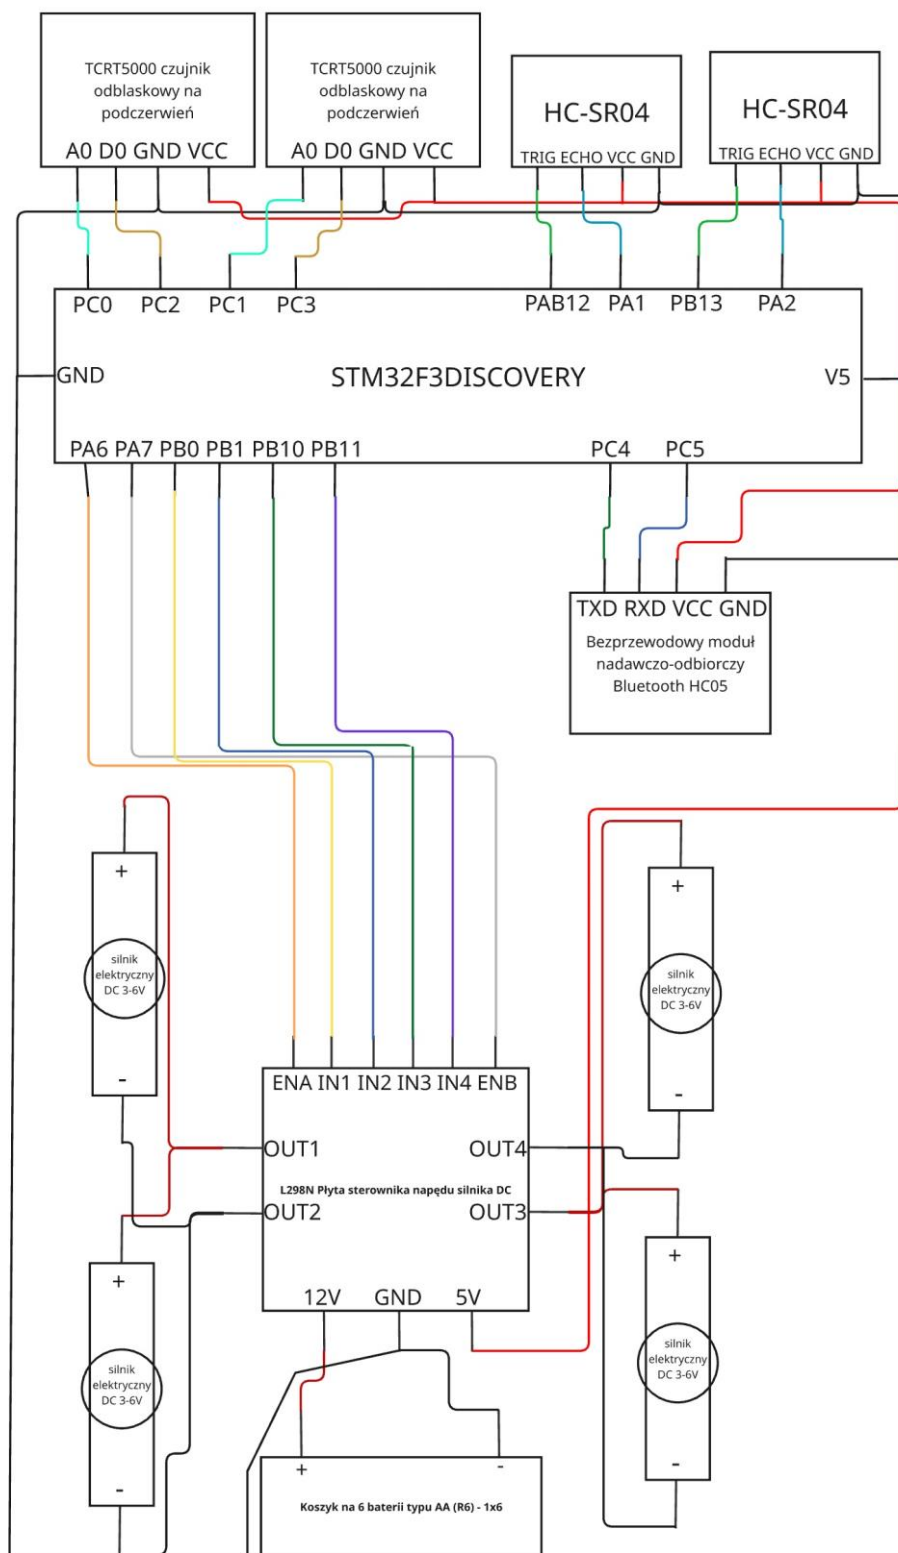 TCRT5000 czujnik
odblaskowy na
podczerwień
A0 D0 GND VCC
TCRT5000 czujnik
odblaskowy na
podczerwień
A0 D0 GND VCC
HC-SR04
TRIG ECHO VCC GND
HC-SR04
TRIG ECHO VCC GND
PC0 PC2 PC1 PC3 PAB12 PA1 PB13 PA2
GND STM32F3DISCOVERY V5
PA6 PA7 PB0 PB1 PB10 PB11 PC4 PC5
TXD RXD VCC GND
Bezprzewodowy moduł
nadawczo-odbiorczy
Bluetooth HC05
+
silnik
elektryczny
DC 3-6V
-
+
silnik
elektryczny
DC 3-6V
-
ENA IN1 IN2 IN3 IN4 ENB
OUT1 OUT4
L298N Płyta sterownika napędu silnika DC
OUT2 OUT3
12V GND 5V
+
silnik
elektryczny
DC 3-6V
-
+
silnik
elektryczny
DC 3-6V
-
+ -
Koszyk na 6 baterii typu AA (R6) - 1x6